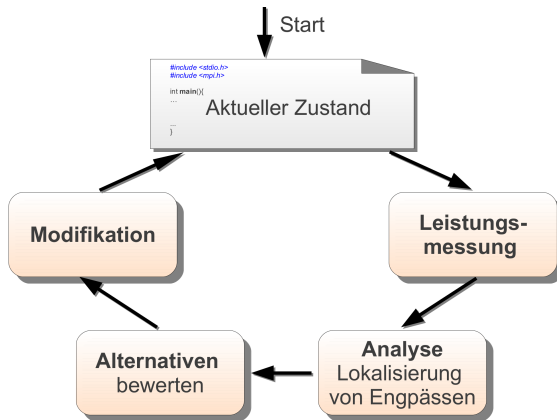 Start
#include <stdio.h>
#include <mpi.h>
int main(){
...
Aktueller Zustand
...
}
Leistungs-
messung
Analyse
Lokalisierung
von Engpässen
Alternativen
bewerten
Modifikation